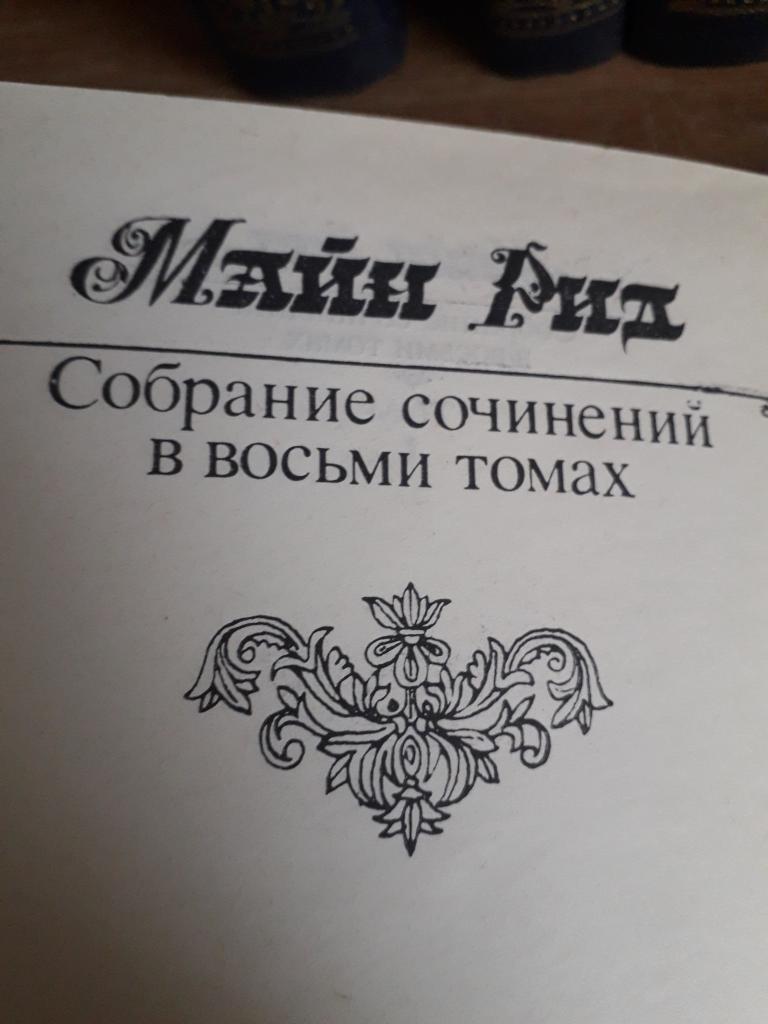 Майн Рид
Собрание сочинений
в восьми томах